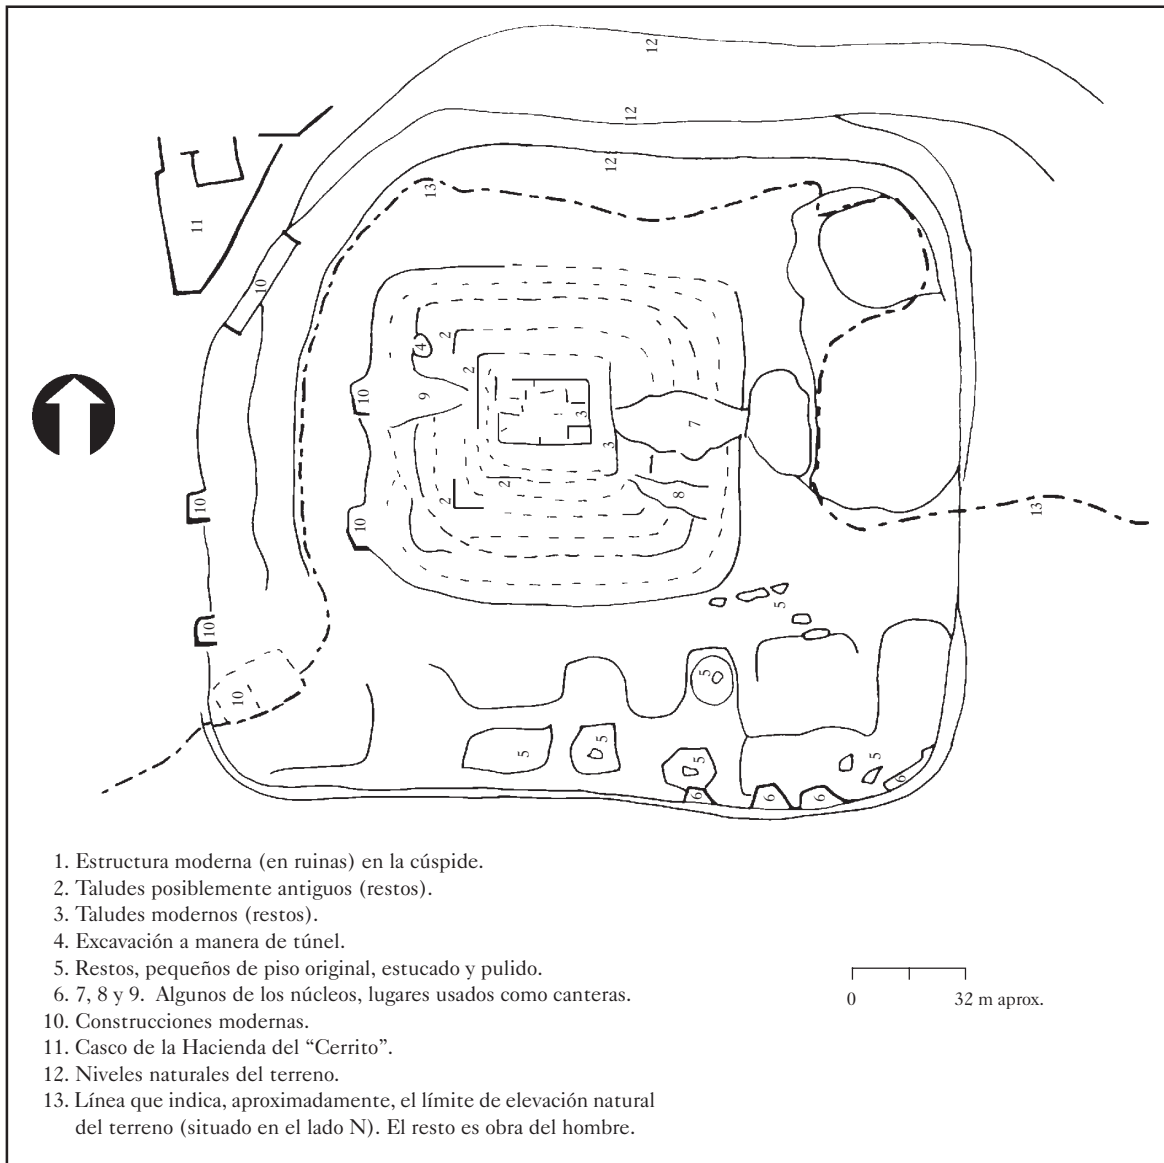 12
12
12
13
11
10
4
2
2
10
9
3
3
7
8
2
2
10
10
13
5
10
10
5
5
5
5
5
6
6
6
6
1. Estructura moderna (en ruinas) en la cúspide.
2. Taludes posiblemente antiguos (restos).
3. Taludes modernos (restos).
4. Excavación a manera de túnel.
5. Restos, pequeños de piso original, estucado y pulido.
6. 7, 8 y 9. Algunos de los núcleos, lugares usados como canteras.
10. Construcciones modernas.
11. Casco de la Hacienda del “Cerrito”.
12. Niveles naturales del terreno.
13. Línea que indica, aproximadamente, el límite de elevación natural
del terreno (situado en el lado N). El resto es obra del hombre.
0 32 m aprox.